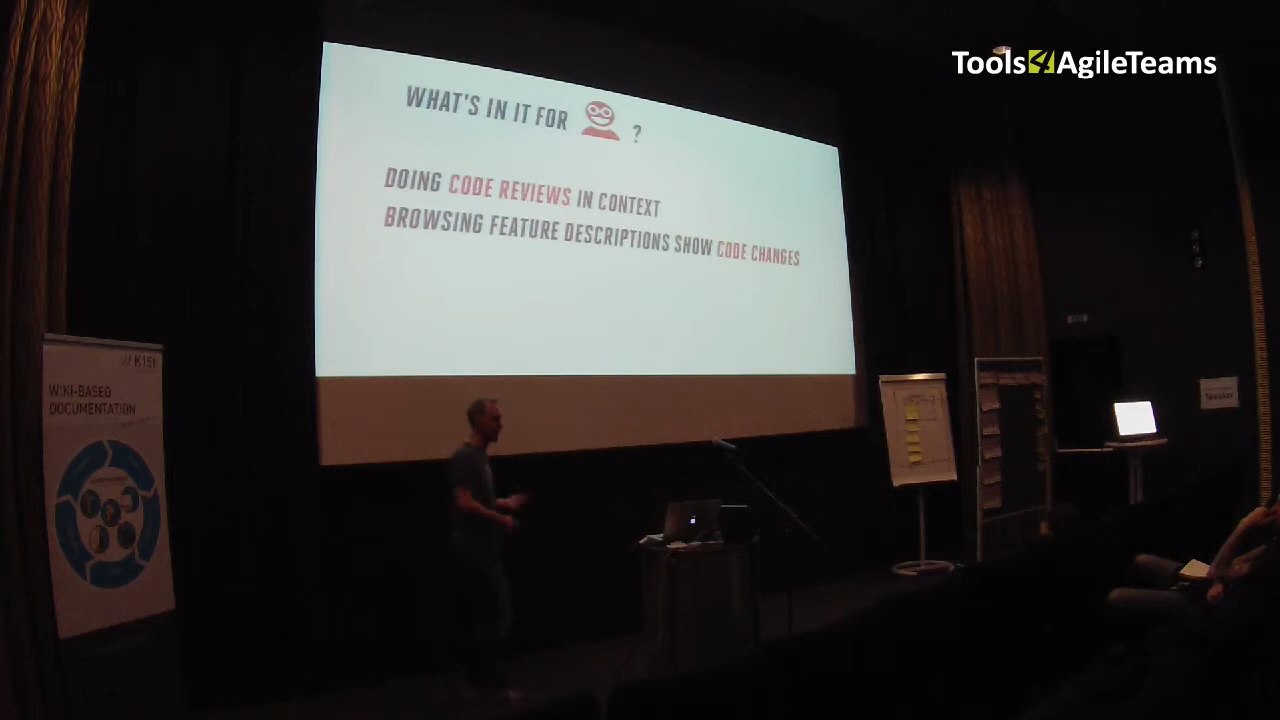 Tools4AgileTeams
WHAT'S IN IT FOR ?
DOING CODE REVIEWS IN CONTEXT
BROWSING FEATURE DESCRIPTIONS SHOW CODE CHANGES
// K15t
WIKI-BASED
DOCUMENTATION